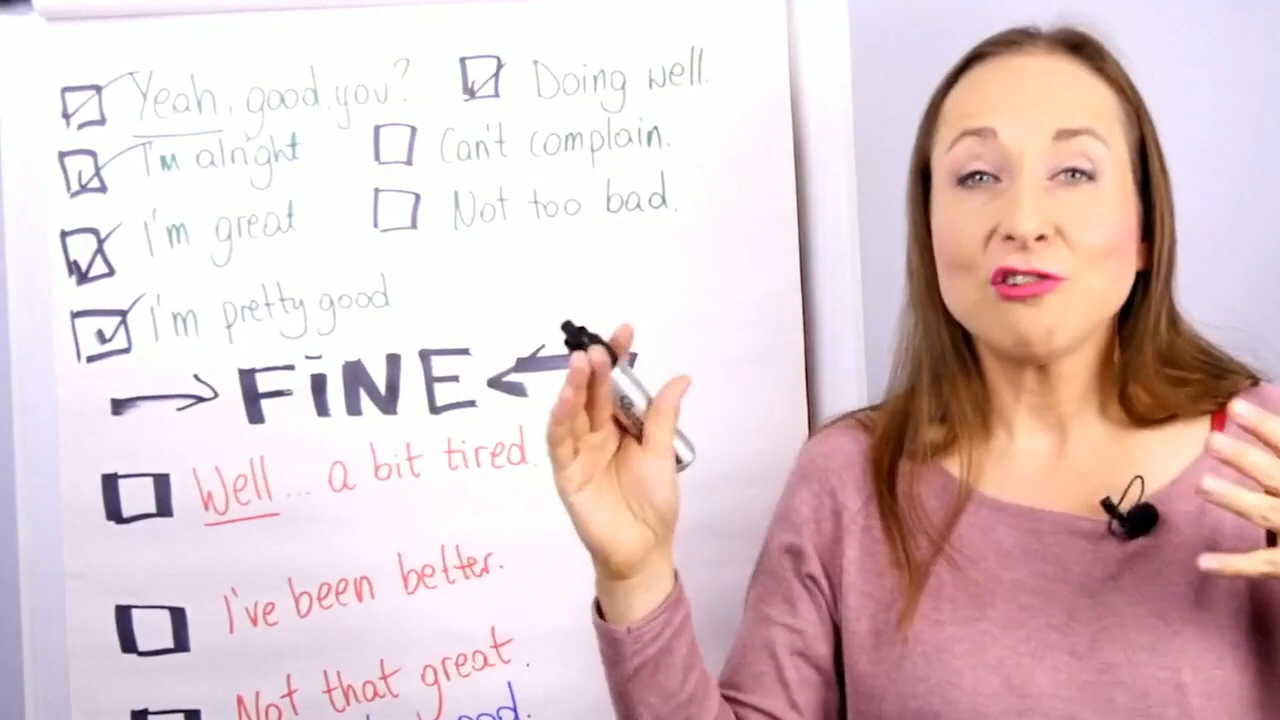 Yeah, good, you?
Doing well.
I'm alright
Can't complain.
I'm great
Not too bad.
I'm pretty good
FINE
Well... a bit tired.
I've been better.
Not that great.